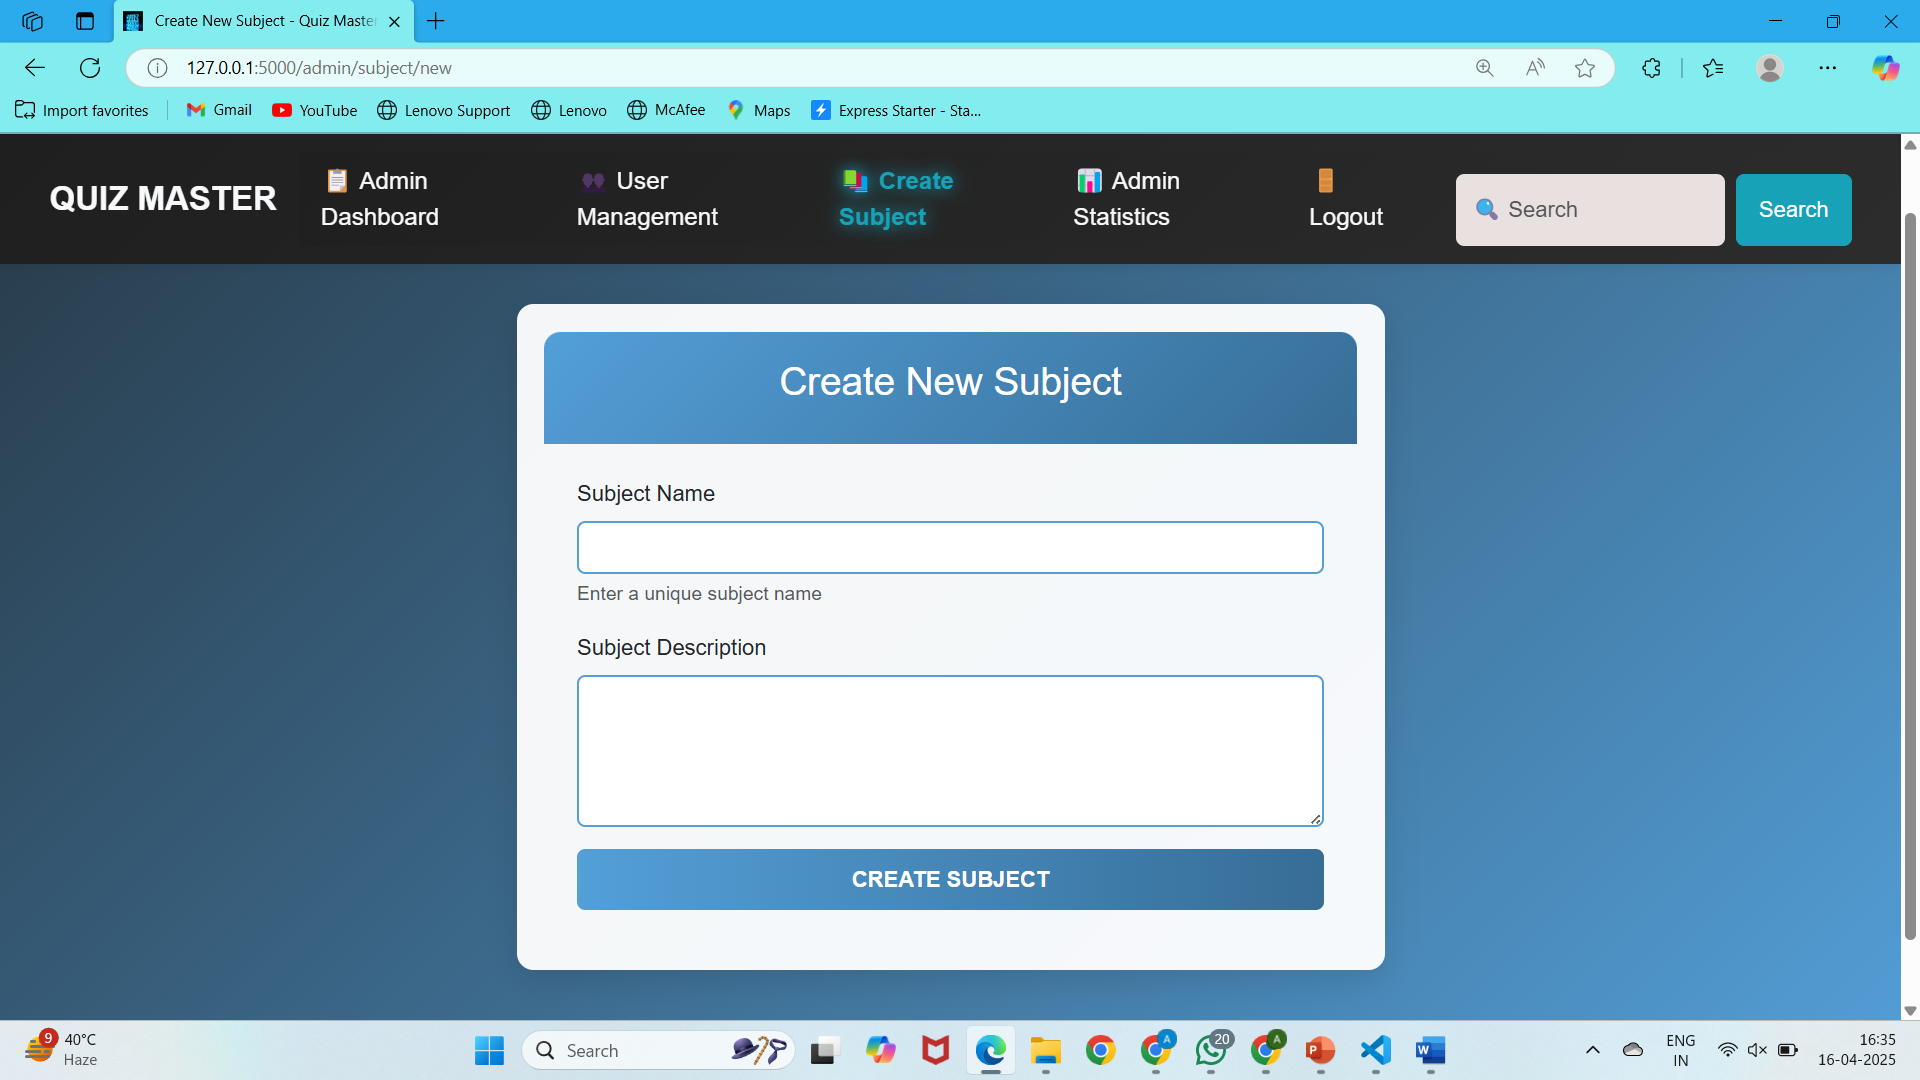 Create New Subject - Quiz Master
127.0.0.1:5000/admin/subject/new
Import favorites
Gmail
YouTube
Lenovo Support
Lenovo
McAfee
Maps
Express Starter - Sta...
QUIZ MASTER
Admin
Dashboard
User
Management
Create
Subject
Admin
Statistics
Logout
Search
Search
Create New Subject
Subject Name
Enter a unique subject name
Subject Description
CREATE SUBJECT
9
40°C
Haze
Search
A
20
A
P
W
ENG
IN
16:35
16-04-2025